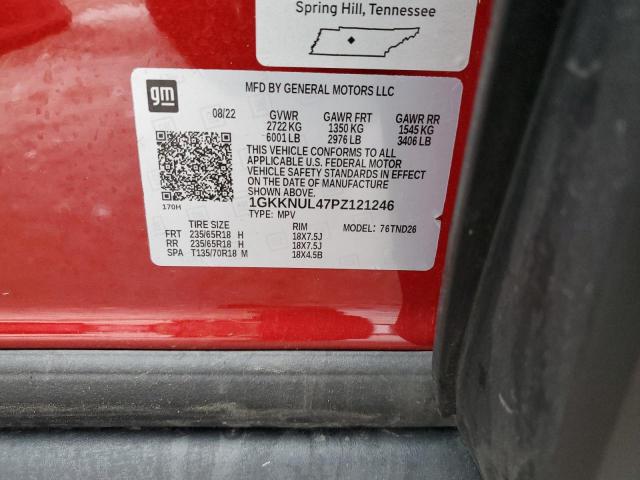 Spring Hill, Tennessee
gm
MFD BY GENERAL MOTORS LLC
08/22 GVWR GAWR FRT GAWR RR
2722 KG 1350 KG 1545 KG
6001 LB 2976 LB 3406 LB
THIS VEHICLE CONFORMS TO ALL
APPLICABLE U.S. FEDERAL MOTOR
VEHICLE SAFETY STANDARDS IN EFFECT
ON THE DATE OF MANUFACTURE
SHOWN ABOVE.
170H 1GKKNUL47PZ121246
TYPE: MPV MODEL: 76TND26
TIRE SIZE RIM
FRT 235/65R18 H 18X7.5J
RR 235/65R18 H 18X7.5J
SPA T135/70R18 M 18X4.5B